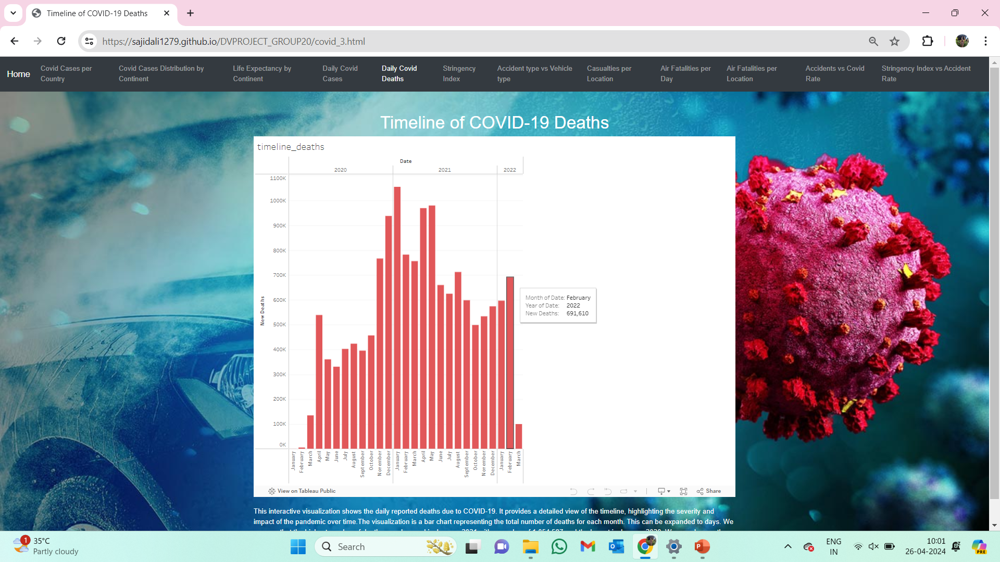 Timeline of COVID-19 Deaths
https://sajidali1279.github.io/DVPROJECT_GROUP20/covid_3.html
Home
Covid Cases per
Country
Covid Cases Distribution by
Continent
Life Expectancy by
Continent
Daily Covid
Cases
Daily Covid
Deaths
Stringency
Index
Accident type vs Vehicle
type
Casualties per
Location
Air Fatalities per
Day
Air Fatalities per
Location
Accidents vs Covid
Rate
Stringency Index vs Accident
Rate
Timeline of COVID-19 Deaths
timeline_deaths
Date
2020
2021
2022
1100K
1000K
900K
800K
700K
600K
500K
400K
300K
200K
100K
0K
New Deaths
Month of Date: February
Year of Date: 2022
New Deaths: 691,610
January
February
March
April
May
June
July
August
September
October
November
December
January
February
March
April
May
June
July
August
September
October
November
December
January
February
March
View on Tableau Public
Share
This interactive visualization shows the daily reported deaths due to COVID-19. It provides a detailed view of the timeline, highlighting the severity and
impact of the pandemic over time.The visualization is a bar chart representing the total number of deaths for each month. This can be expanded to days. We
1
35°C
Partly cloudy
Search
ENG
IN
10:01
26-04-2024
PRE